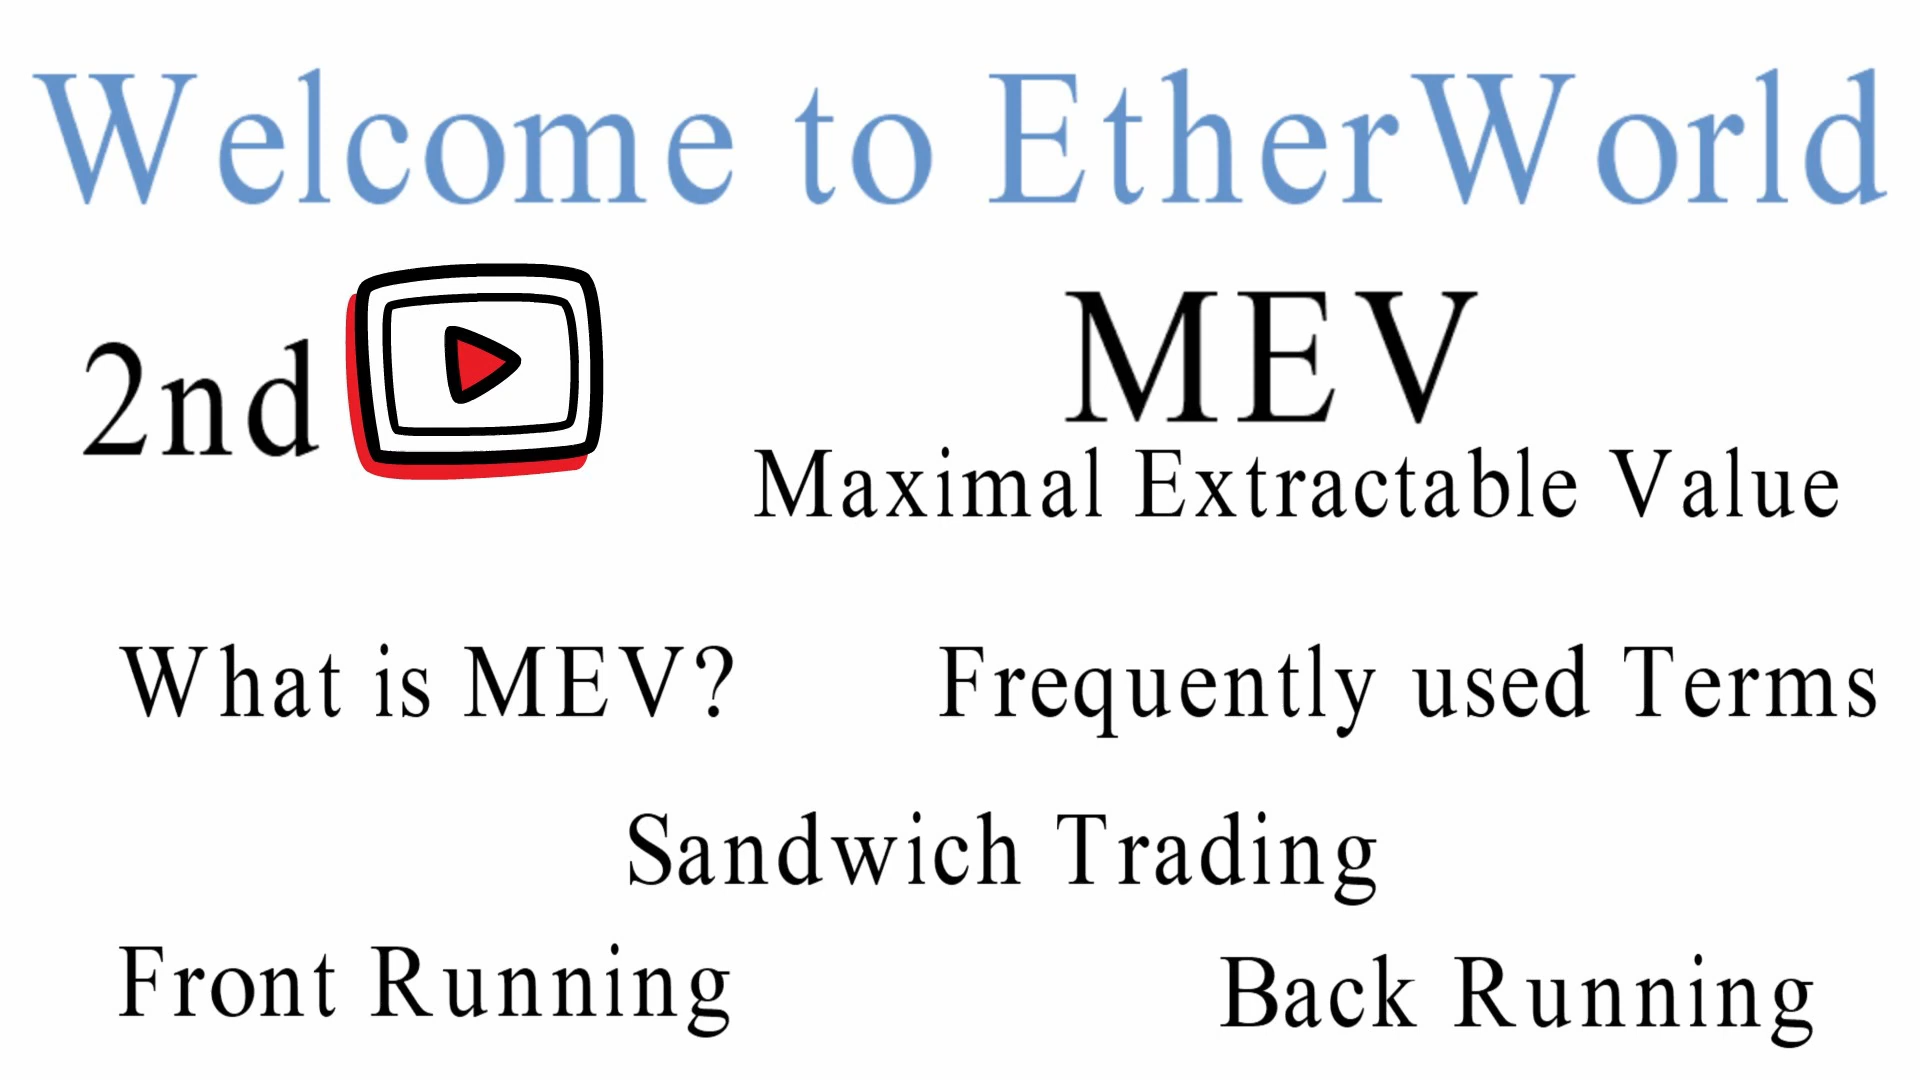 Welcome to EtherWorld
2nd
MEV
Maximal Extractable Value
What is MEV?
Frequently used Terms
Sandwich Trading
Front Running
Back Running